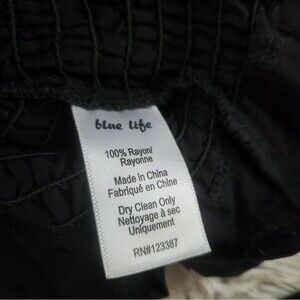 blue life
100% Rayon/
Rayonne
Made in China
Fabriqué en Chine
Dry Clean Only
Nettoyage à sec
Uniquement
RN#123387